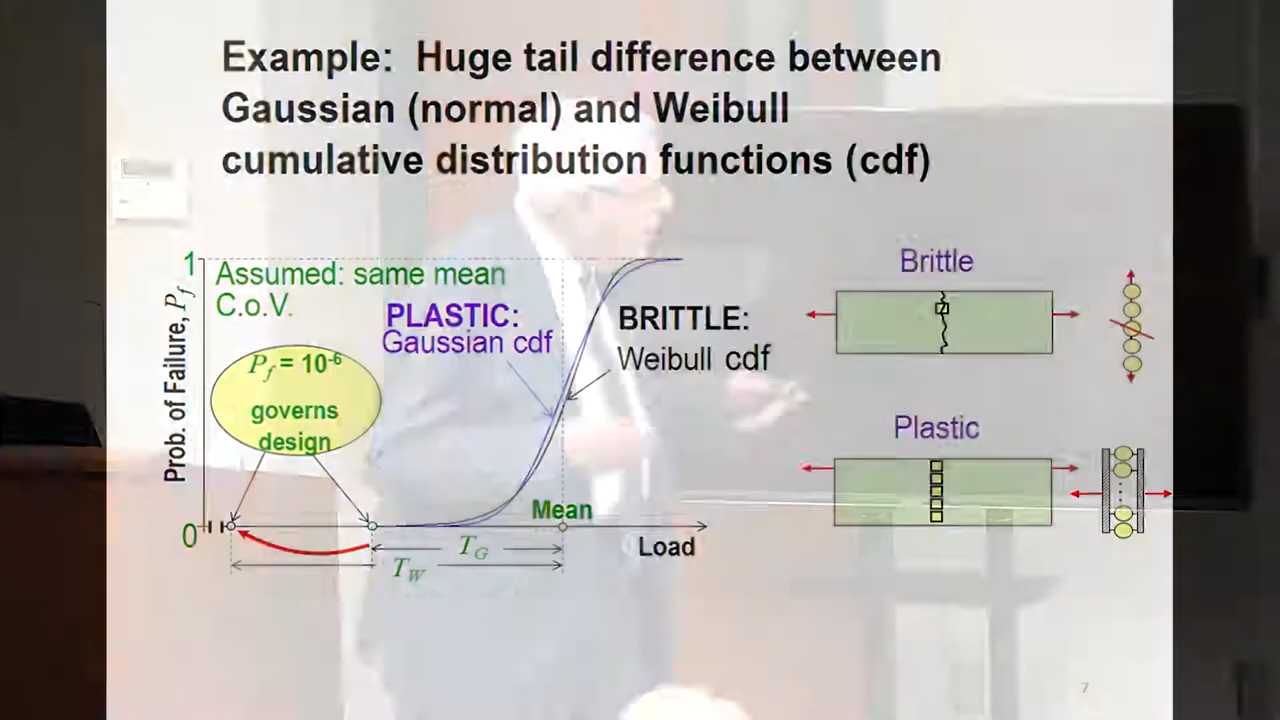 Example: Huge tail difference between
Gaussian (normal) and Weibull
cumulative distribution functions (cdf)
1
Assumed: same mean
C.o.V.
PLASTIC:
Gaussian cdf
BRITTLE:
Weibull cdf
Prob. of Failure, P_f
P_f = 10^-6
governs
design
Mean
0
T_G
T_W
Load
Brittle
Plastic
7